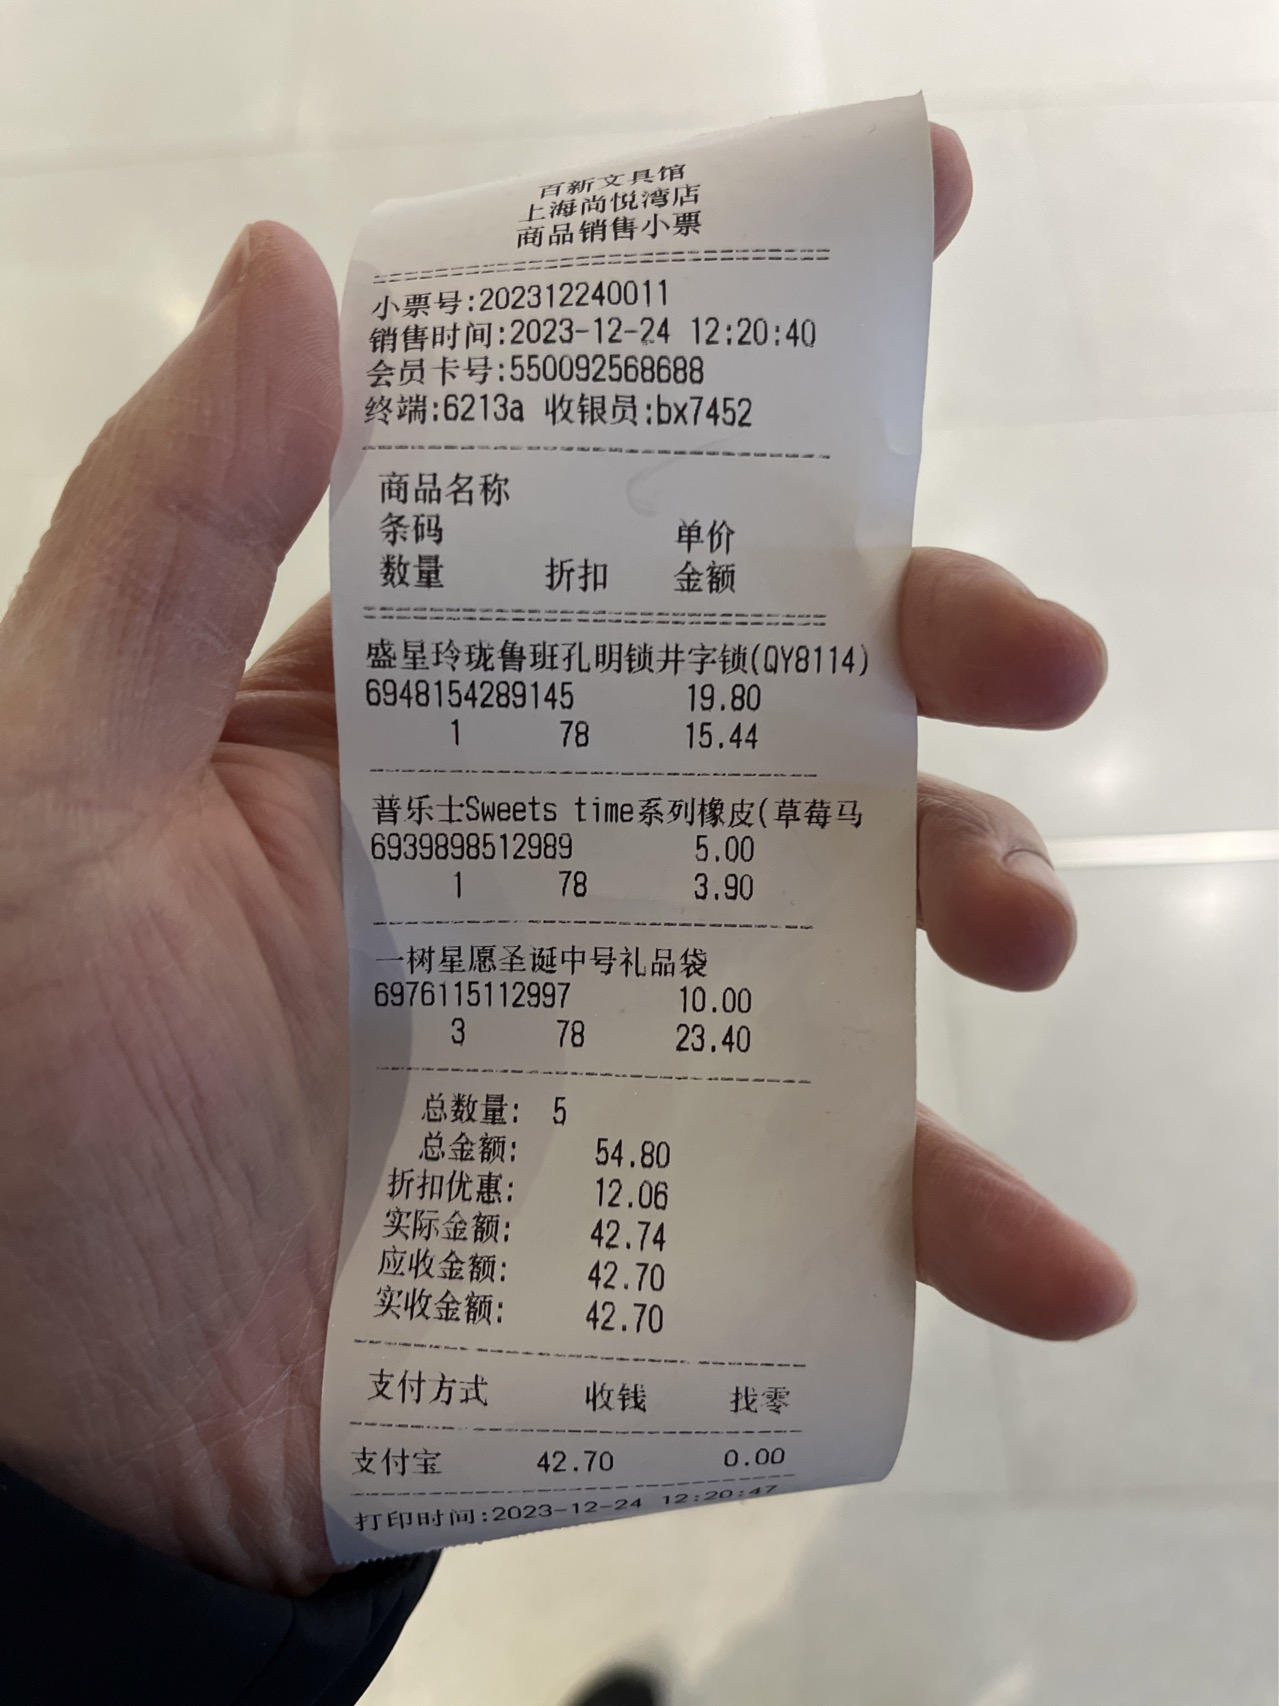 百新文具馆
上海尚悦湾店
商品销售小票
小票号:202312240011
销售时间:2023-12-24 12:20:40
会员卡号:550092568688
终端:6213a 收银员:bx7452
商品名称
条码 单价
数量 折扣 金额
盛星玲珑鲁班孔明锁井字锁(QY8114)
6948154289145 19.80
1 78 15.44
普乐士Sweets time系列橡皮(草莓马
6939898512989 5.00
1 78 3.90
一树星愿圣诞中号礼品袋
6976115112997 10.00
3 78 23.40
总数量: 5
总金额: 54.80
折扣优惠: 12.06
实际金额: 42.74
应收金额: 42.70
实收金额: 42.70
支付方式 收钱 找零
支付宝 42.70 0.00
打印时间:2023-12-24 12:20:47